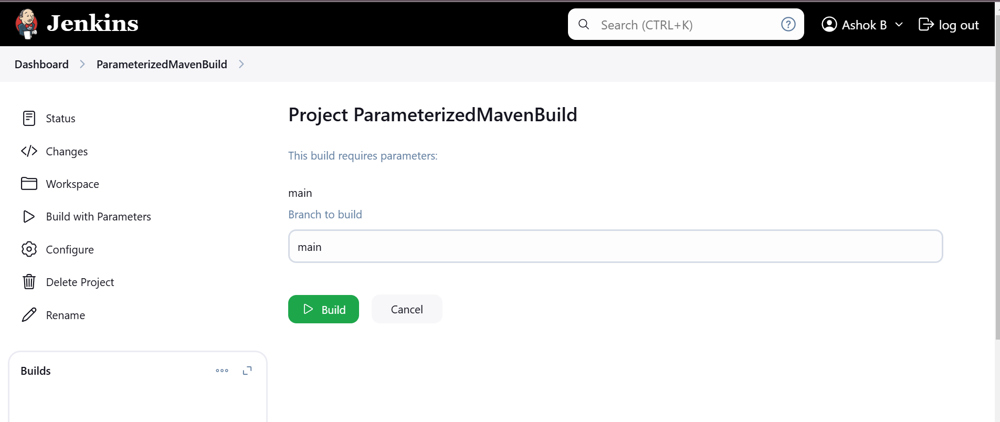 Jenkins
Search (CTRL+K)
Ashok B
log out
Dashboard
ParameterizedMavenBuild
Status
Changes
Workspace
Build with Parameters
Configure
Delete Project
Rename
Builds
Project ParameterizedMavenBuild
This build requires parameters:
main
Branch to build
main
Build
Cancel